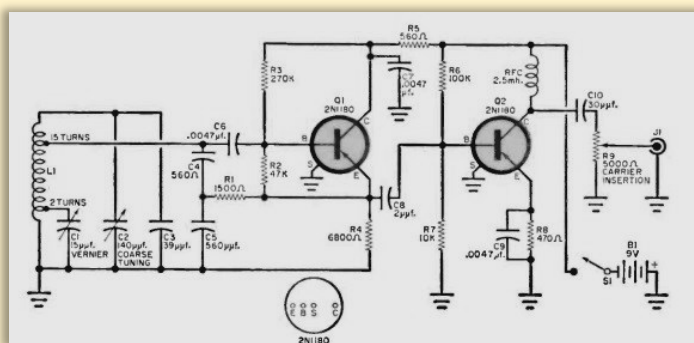 R5
560Ω
R3
270K
C7
.0047
µf.
R6
100K
RFC
2.5mh.
Q1
2N1180
Q2
2N1180
C10
30µµf.
J1
15 TURNS
C6
.0047µf.
B
C
S
E
B
C
S
E
R9
5000Ω
CARRIER
INSERTION
L1
C4
560Ω
R2
47K
R1
1500Ω
2 TURNS
C8
2µµf.
C1
15µµf.
VERNIER
C2
140µµf.
COARSE
TUNING
C3
39µµf.
C5
560µµf.
R4
6800Ω
R7
10K
C9
.0047µf.
R8
470Ω
B1
9V
+
S1
E B S C
2N1180